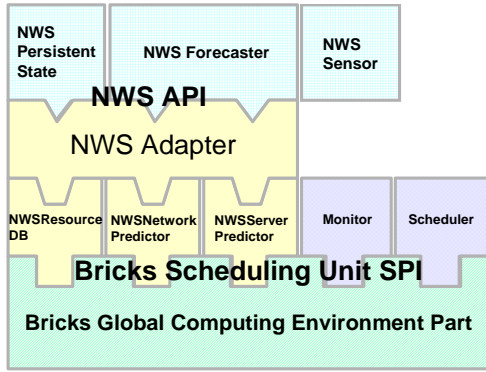 NWS
Persistent
State
NWS Forecaster
NWS
Sensor
NWS API
NWS Adapter
NWSResource
DB
NWSNetwork
Predictor
NWSServer
Predictor
Monitor
Scheduler
Bricks Scheduling Unit SPI
Bricks Global Computing Environment Part